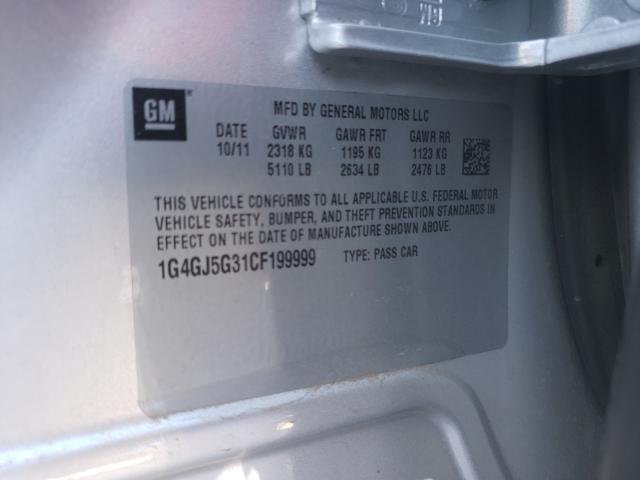 GM
MFD BY GENERAL MOTORS LLC
DATE GVWR GAWR FRT GAWR RR
10/11 2318 KG 1195 KG 1123 KG
5110 LB 2634 LB 2476 LB
THIS VEHICLE CONFORMS TO ALL APPLICABLE U.S. FEDERAL MOTOR
VEHICLE SAFETY, BUMPER, AND THEFT PREVENTION STANDARDS IN
EFFECT ON THE DATE OF MANUFACTURE SHOWN ABOVE.
1G4GJ5G31CF199999 TYPE: PASS CAR